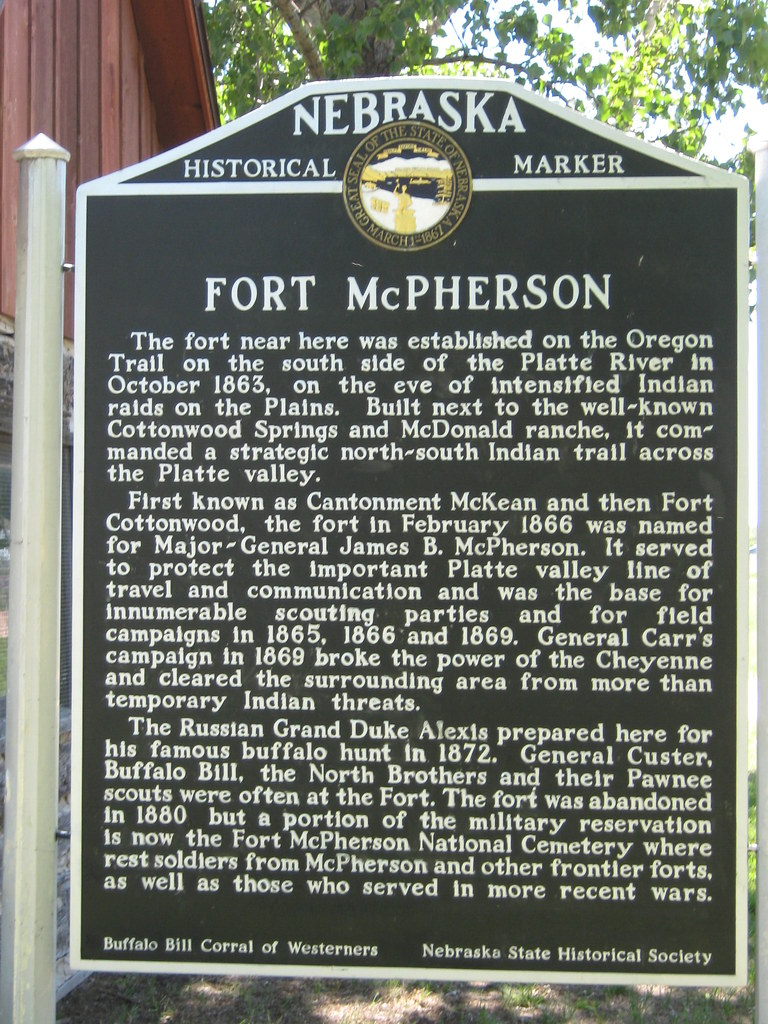 NEBRASKA
HISTORICAL MARKER
GREAT SEAL OF THE STATE OF NEBRASKA
MARCH 1ST 1867
FORT McPHERSON
The fort near here was established on the Oregon
Trail on the south side of the Platte River in
October 1863, on the eve of intensified Indian
raids on the Plains. Built next to the well-known
Cottonwood Springs and McDonald ranche, it com-
manded a strategic north-south Indian trail across
the Platte valley.
First known as Cantonment McKean and then Fort
Cottonwood, the fort in February 1866 was named
for Major-General James B. McPherson. It served
to protect the important Platte valley line of
travel and communication and was the base for
innumerable scouting parties and for field
campaigns in 1865, 1866 and 1869. General Carr's
campaign in 1869 broke the power of the Cheyenne
and cleared the surrounding area from more than
temporary Indian threats.
The Russian Grand Duke Alexis prepared here for
his famous buffalo hunt in 1872. General Custer,
Buffalo Bill, the North Brothers and their Pawnee
scouts were often at the Fort. The fort was abandoned
in 1880 but a portion of the military reservation
is now the Fort McPherson National Cemetery where
rest soldiers from McPherson and other frontier forts,
as well as those who served in more recent wars.
Buffalo Bill Corral of Westerners Nebraska State Historical Society